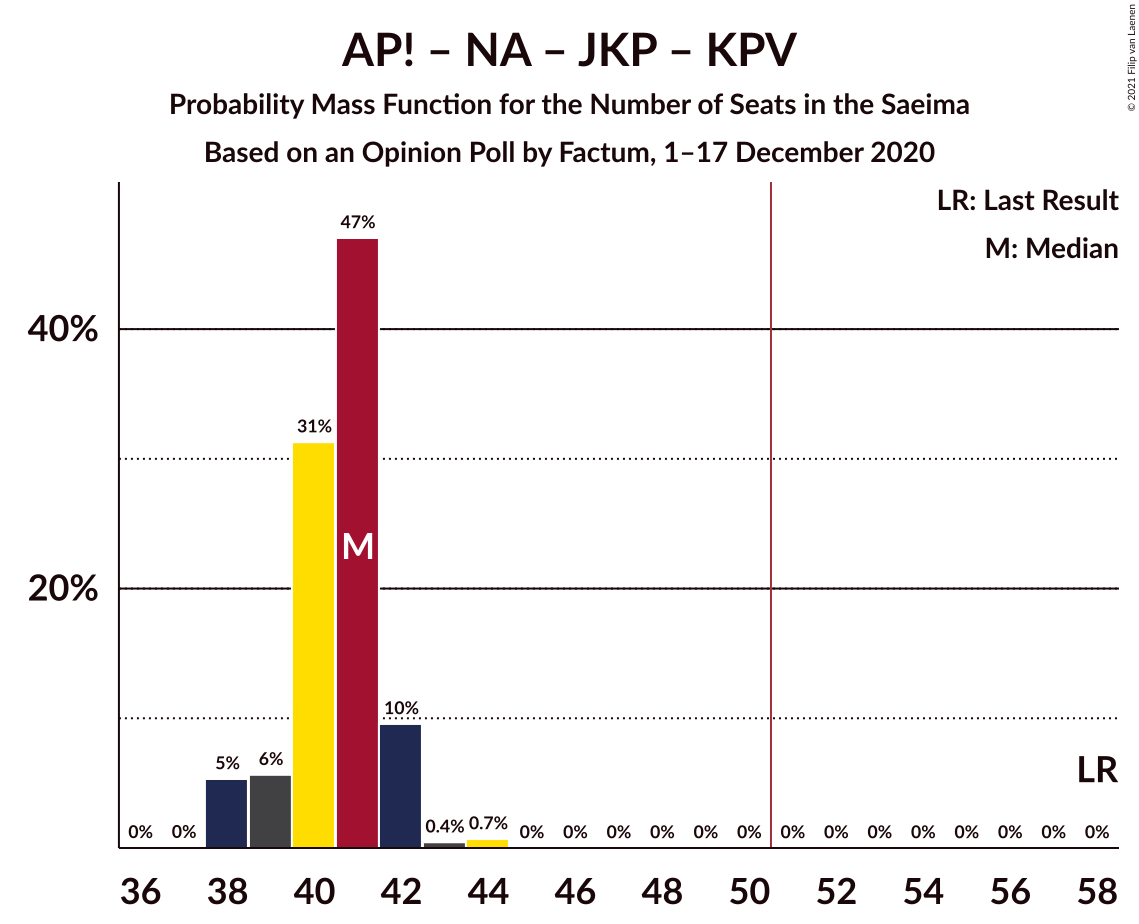 AP! – NA – JKP – KPV
Probability Mass Function for the Number of Seats in the Saeima
Based on an Opinion Poll by Factum, 1–17 December 2020
© 2021 Filip van Laenen
LR: Last Result
M: Median
40%
20%
0% 0% 5% 6% 31% 47% 10% 0.4% 0.7% 0% 0% 0% 0% 0% 0% 0% 0% 0% 0% 0% 0% 0% 0%
M
LR
36 38 40 42 44 46 48 50 52 54 56 58